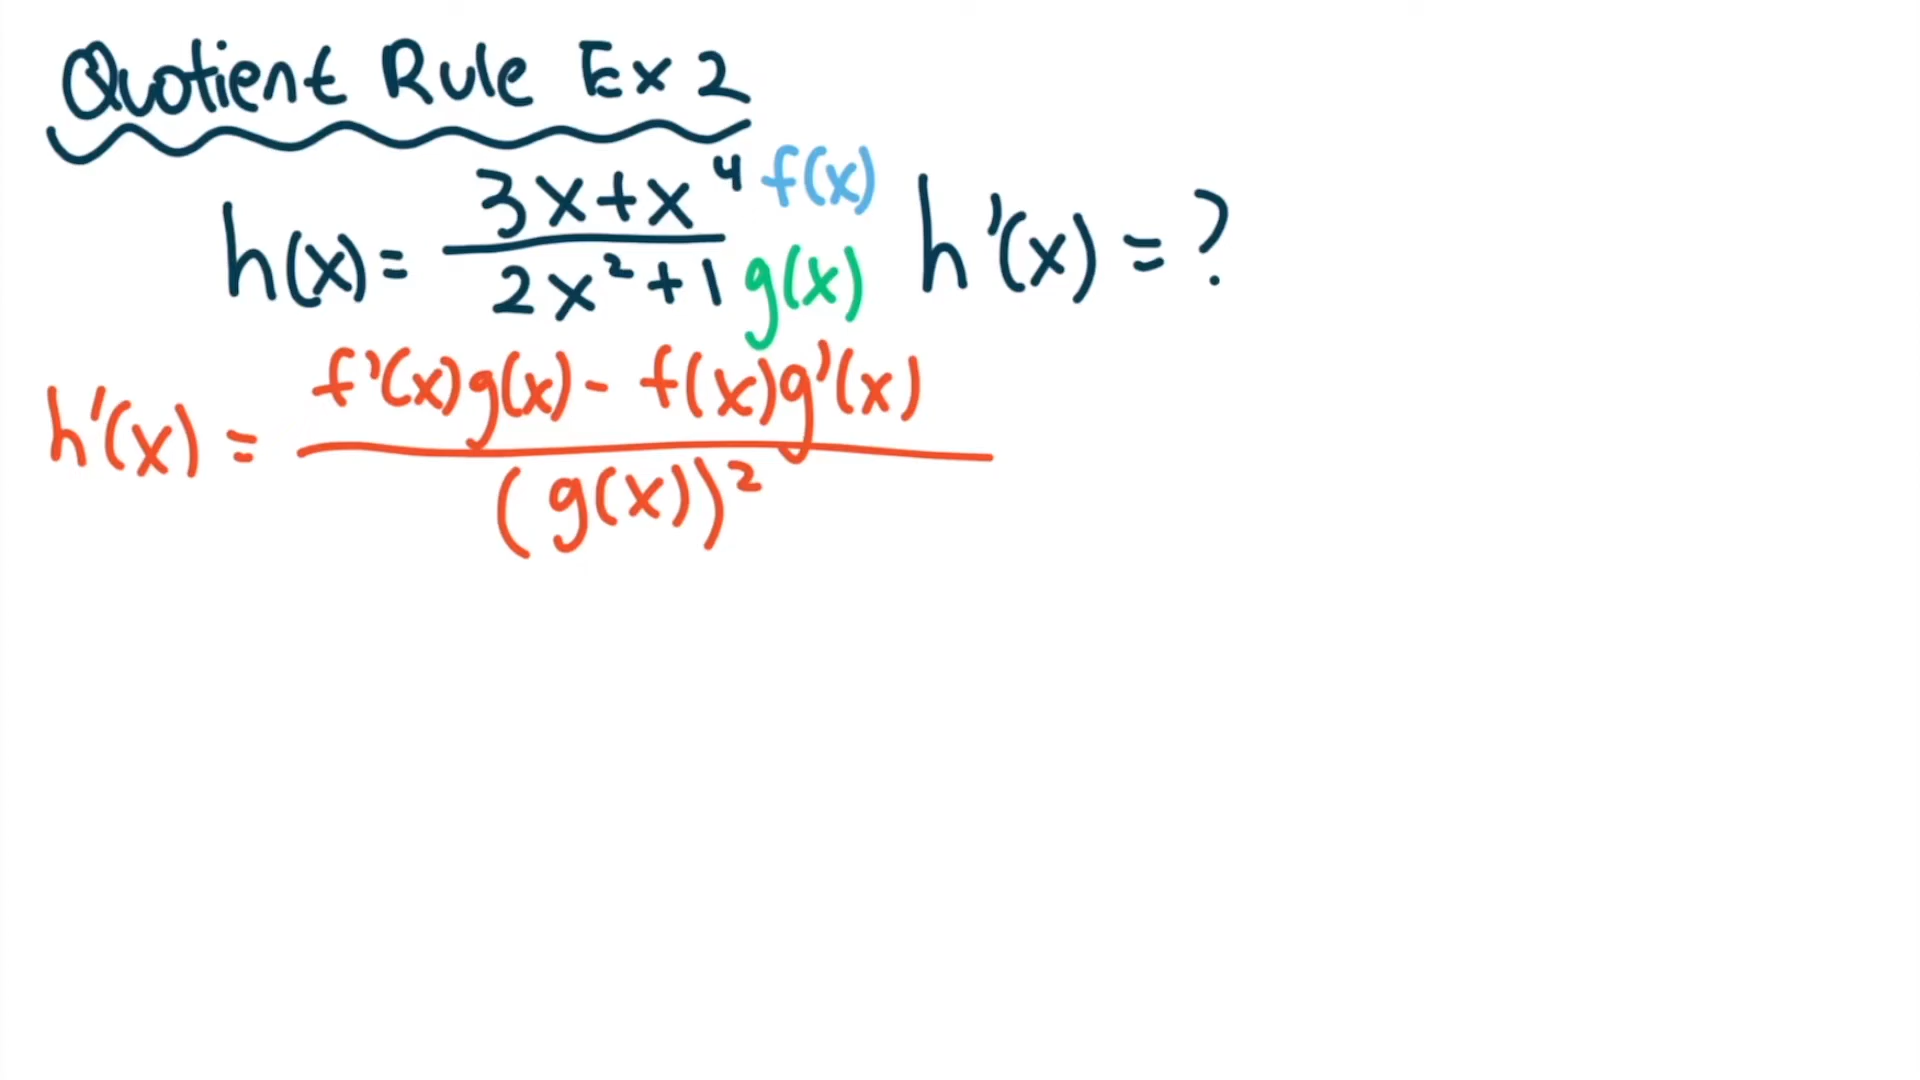 Quotient Rule Ex 2
h(x) = (3x+x⁴)/(2x²+1) f(x) g(x) h'(x) = ?
h'(x) = (f'(x)g(x) - f(x)g'(x))/(g(x))²